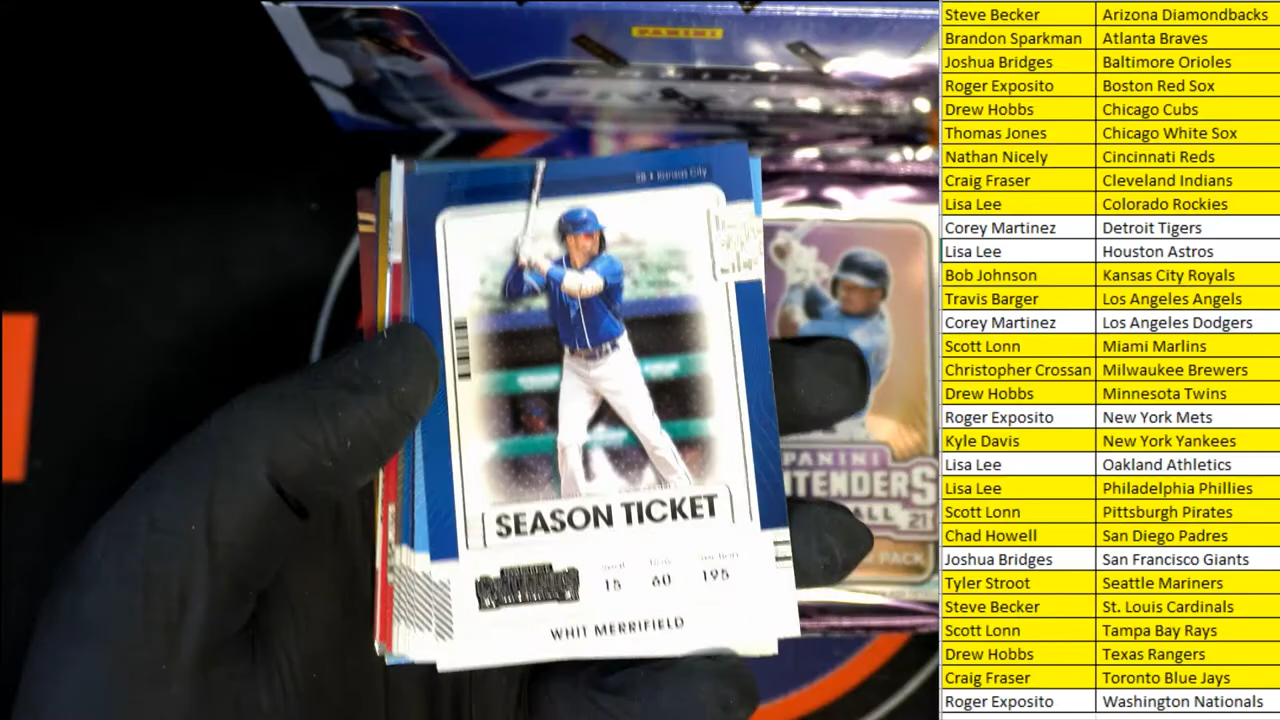 PANINI
PANINI
2B • Kansas City
SEASON TICKET
15 60 195
WHIT MERRIFIELD
PANINI
TENDERS
21
PACK
Steve Becker Arizona Diamondbacks
Brandon Sparkman Atlanta Braves
Joshua Bridges Baltimore Orioles
Roger Exposito Boston Red Sox
Drew Hobbs Chicago Cubs
Thomas Jones Chicago White Sox
Nathan Nicely Cincinnati Reds
Craig Fraser Cleveland Indians
Lisa Lee Colorado Rockies
Corey Martinez Detroit Tigers
Lisa Lee Houston Astros
Bob Johnson Kansas City Royals
Travis Barger Los Angeles Angels
Corey Martinez Los Angeles Dodgers
Scott Lonn Miami Marlins
Christopher Crossan Milwaukee Brewers
Drew Hobbs Minnesota Twins
Roger Exposito New York Mets
Kyle Davis New York Yankees
Lisa Lee Oakland Athletics
Lisa Lee Philadelphia Phillies
Scott Lonn Pittsburgh Pirates
Chad Howell San Diego Padres
Joshua Bridges San Francisco Giants
Tyler Stroot Seattle Mariners
Steve Becker St. Louis Cardinals
Scott Lonn Tampa Bay Rays
Drew Hobbs Texas Rangers
Craig Fraser Toronto Blue Jays
Roger Exposito Washington Nationals